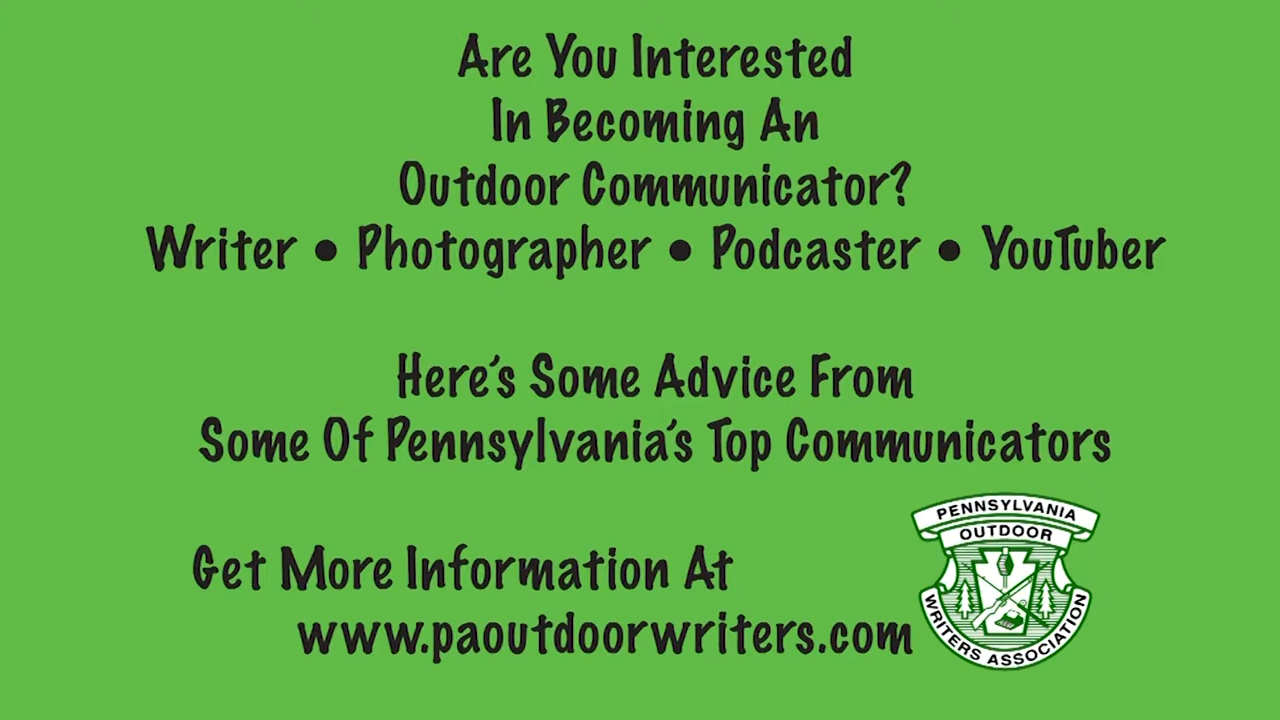 Are You Interested
In Becoming An
Outdoor Communicator?
Writer • Photographer • Podcaster • YouTuber
Here's Some Advice From
Some Of Pennsylvania's Top Communicators
Get More Information At
www.paoutdoorwriters.com
PENNSYLVANIA
OUTDOOR
WRITERS ASSOCIATION